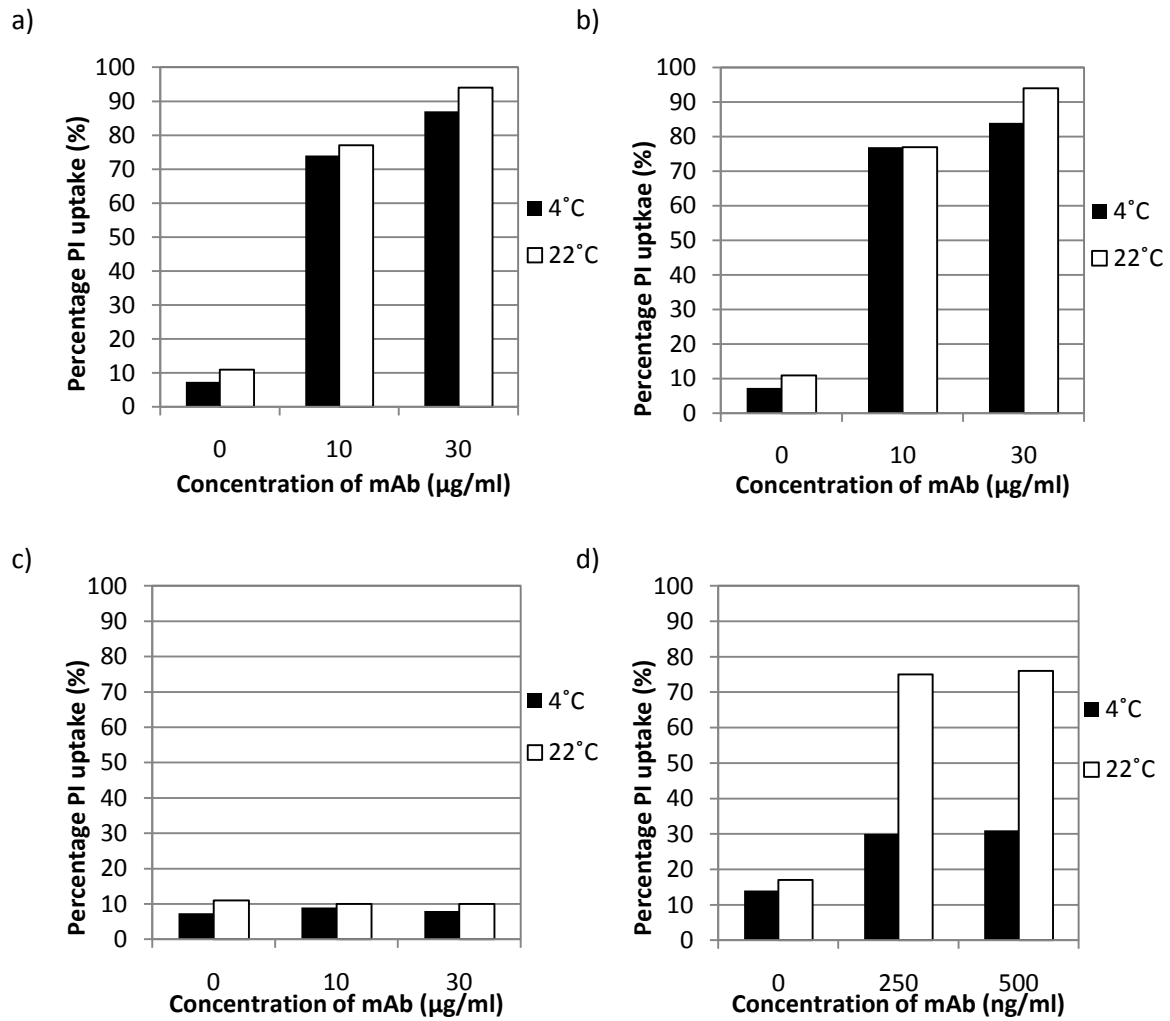 a)
100
90
80
70
60
50
40
30
20
10
0
Percentage PI uptake (%)
0 10 30
Concentration of mAb (µg/ml)
4˚C
22˚C
b)
100
90
80
70
60
50
40
30
20
10
0
Percentage PI uptkae (%)
0 10 30
Concentration of mAb (µg/ml)
4˚C
22˚C
c)
100
90
80
70
60
50
40
30
20
10
0
Percentage PI uptake (%)
0 10 30
Concentration of mAb (µg/ml)
4˚C
22˚C
d)
100
90
80
70
60
50
40
30
20
10
0
Percentage PI uptake (%)
0 250 500
Concentration of mAb (ng/ml)
4˚C
22˚C